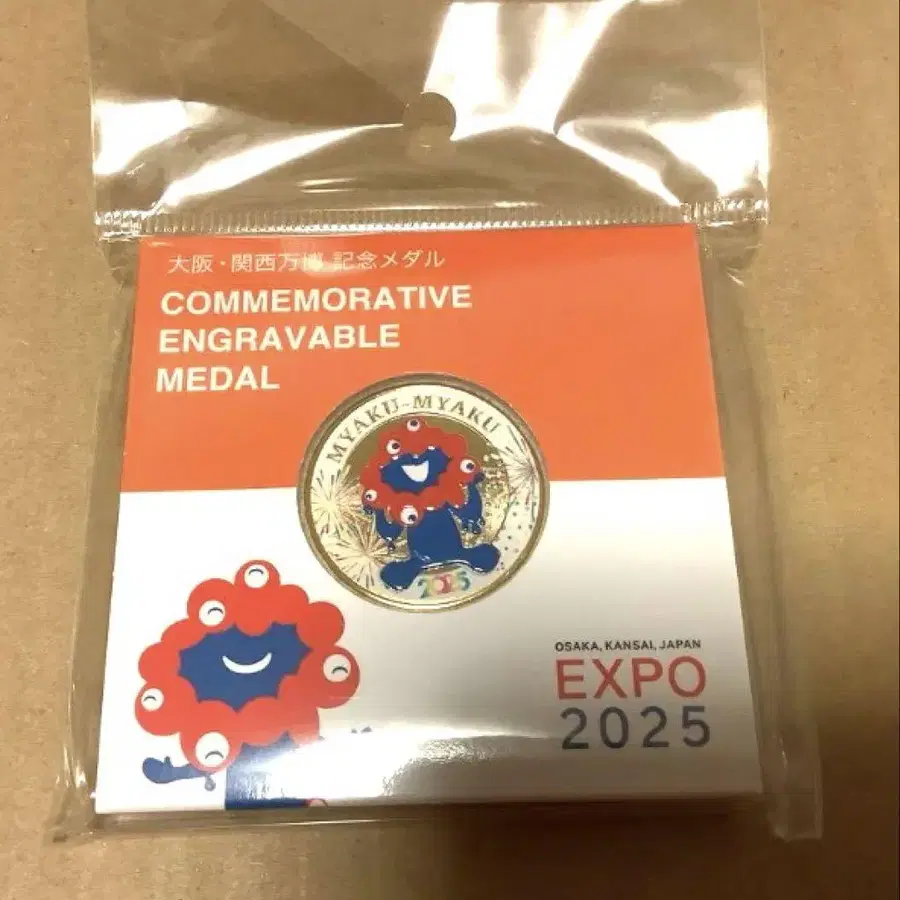 大阪・関西万博 記念メダル
COMMEMORATIVE
ENGRAVABLE
MEDAL
MYAKU-MYAKU
2025
OSAKA, KANSAI, JAPAN
EXPO
2025